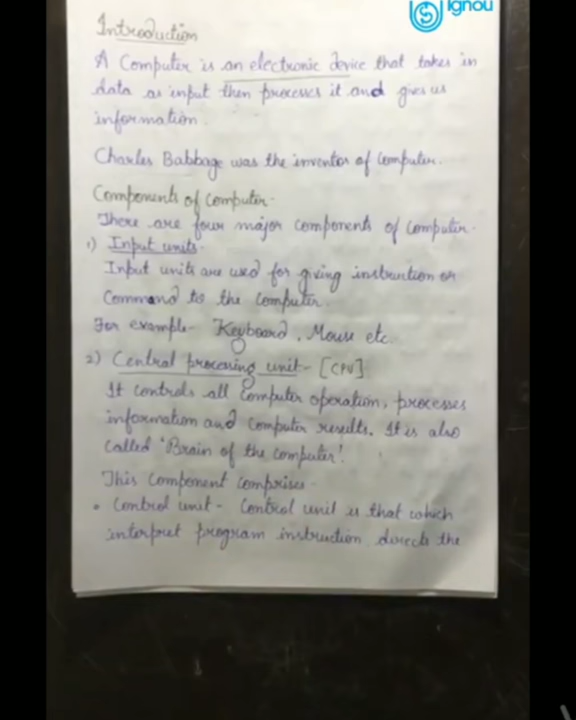 ignou
Introduction
A Computer is an electronic device that takes in
data as input then processes it and gives us
information.
Charles Babbage was the inventor of computer.
Components of computer-
There are four major components of computer-
1) Input units-
Input units are used for giving instruction or
Command to the computer.
For example- Keyboard, Mouse etc.
2) Central processing unit- [CPU]
It controls all computer operation, processes
information and computer results. It is also
called 'Brain of the computer'.
This component comprises-
• Control unit - Control unit is that which
interpret program instruction, directs the